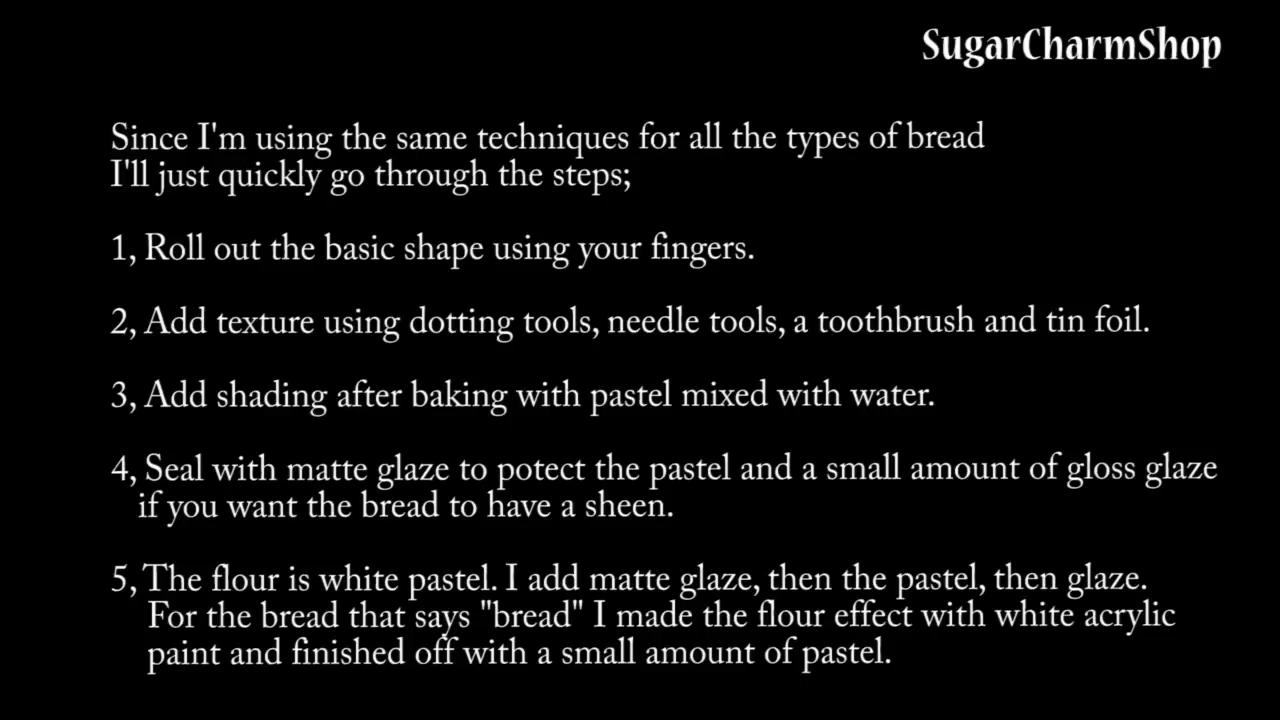 SugarCharmShop
Since I'm using the same techniques for all the types of bread
I'll just quickly go through the steps;
1, Roll out the basic shape using your fingers.
2, Add texture using dotting tools, needle tools, a toothbrush and tin foil.
3, Add shading after baking with pastel mixed with water.
4, Seal with matte glaze to potect the pastel and a small amount of gloss glaze
if you want the bread to have a sheen.
5, The flour is white pastel. I add matte glaze, then the pastel, then glaze.
For the bread that says "bread" I made the flour effect with white acrylic
paint and finished off with a small amount of pastel.